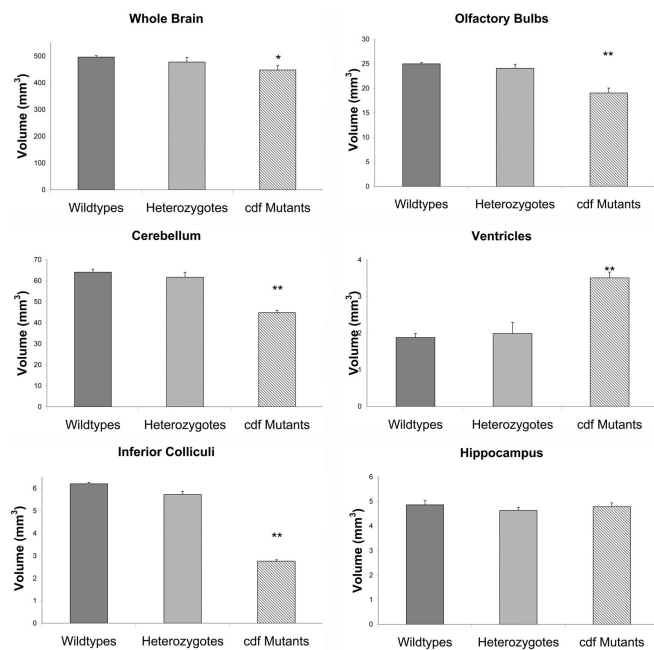 Whole Brain
Volume (mm³)
500
400
300
200
100
0
*
Wildtypes Heterozygotes cdf Mutants
Olfactory Bulbs
Volume (mm³)
30
25
20
15
10
5
0
**
Wildtypes Heterozygotes cdf Mutants
Cerebellum
Volume (mm³)
70
60
50
40
30
20
10
0
**
Wildtypes Heterozygotes cdf Mutants
Ventricles
Volume (mm³)
4
3
2
1
0
**
Wildtypes Heterozygotes cdf Mutants
Inferior Colliculi
Volume (mm³)
6
5
4
3
2
1
0
**
Wildtypes Heterozygotes cdf Mutants
Hippocampus
Volume (mm³)
6
5
4
3
2
1
0
Wildtypes Heterozygotes cdf Mutants